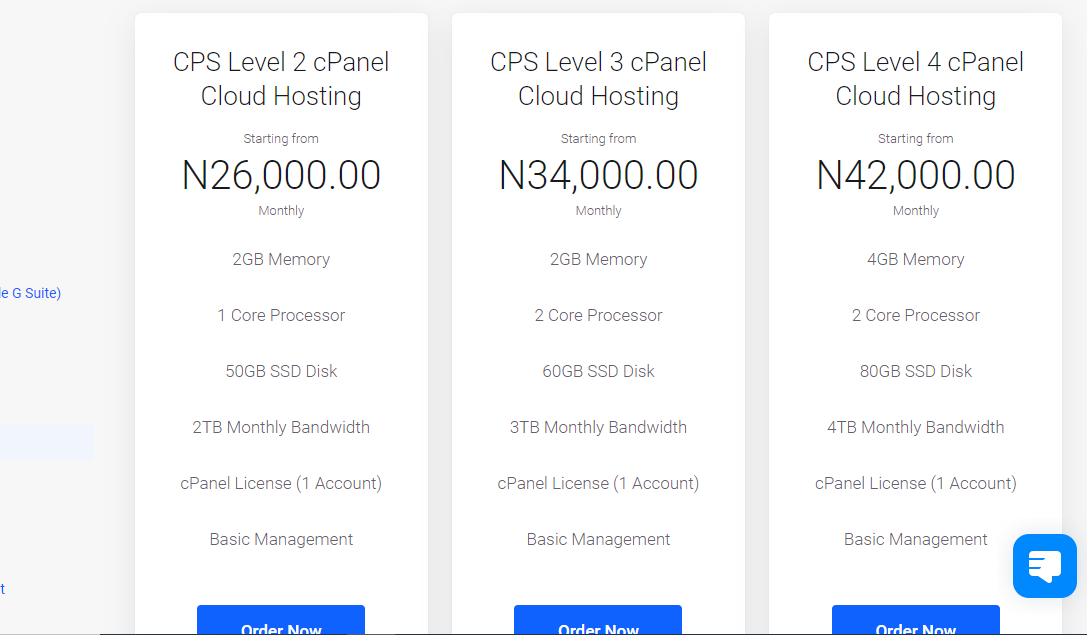 CPS Level 2 cPanel
Cloud Hosting
Starting from
N26,000.00
Monthly
2GB Memory
1 Core Processor
50GB SSD Disk
2TB Monthly Bandwidth
cPanel License (1 Account)
Basic Management
Order Now
CPS Level 3 cPanel
Cloud Hosting
Starting from
N34,000.00
Monthly
2GB Memory
2 Core Processor
60GB SSD Disk
3TB Monthly Bandwidth
cPanel License (1 Account)
Basic Management
Order Now
CPS Level 4 cPanel
Cloud Hosting
Starting from
N42,000.00
Monthly
4GB Memory
2 Core Processor
80GB SSD Disk
4TB Monthly Bandwidth
cPanel License (1 Account)
Basic Management
Order Now
G Suite)